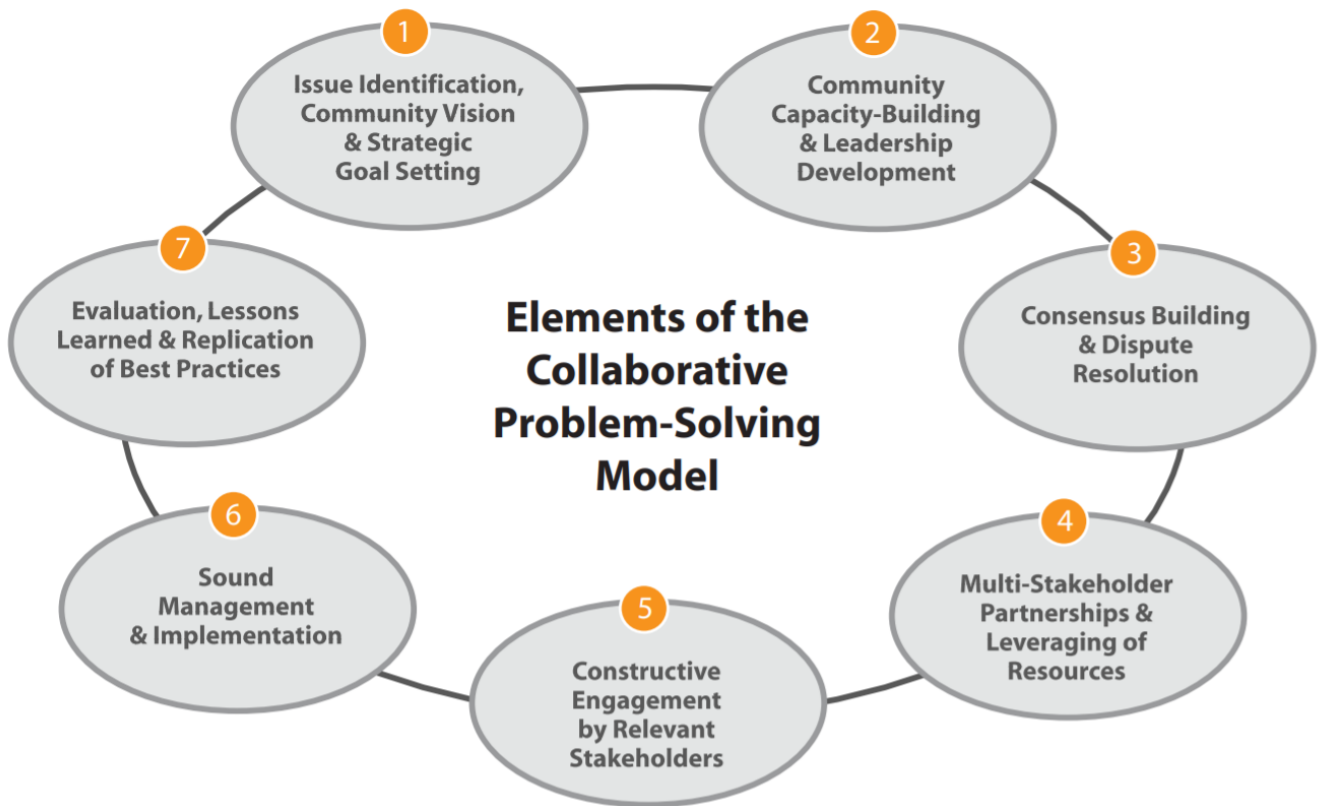 1
Issue Identification,
Community Vision
& Strategic
Goal Setting
2
Community
Capacity-Building
& Leadership
Development
3
Consensus Building
& Dispute
Resolution
4
Multi-Stakeholder
Partnerships &
Leveraging of
Resources
5
Constructive
Engagement
by Relevant
Stakeholders
6
Sound
Management
& Implementation
7
Evaluation, Lessons
Learned & Replication
of Best Practices
Elements of the
Collaborative
Problem-Solving
Model